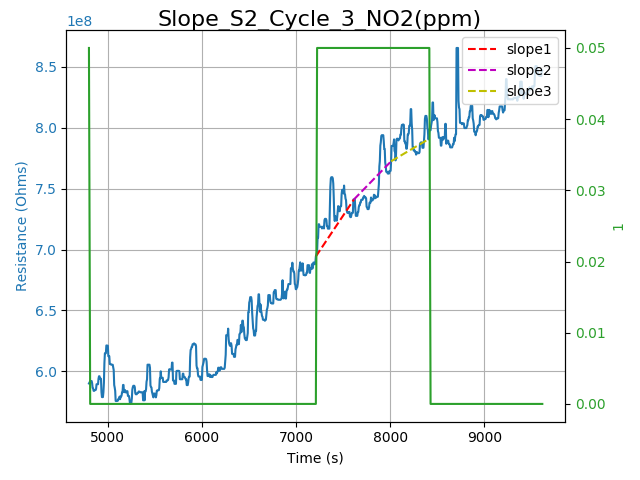 Slope_S2_Cycle_3_NO2(ppm)
1e8
slope1
slope2
slope3
8.5
8.0
7.5
7.0
6.5
6.0
Resistance (Ohms)
0.05
0.04
0.03
0.02
0.01
0.00
1
5000 6000 7000 8000 9000
Time (s)